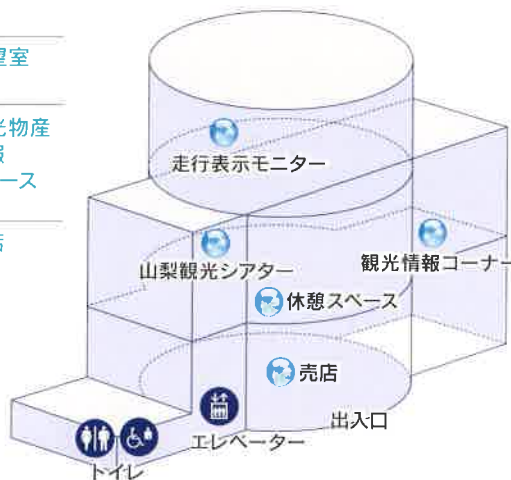 望室
光物産
報
ース
走行表示モニター
山梨観光シアター
観光情報コーナー
休憩スペース
売店
出入口
エレベーター
トイレ